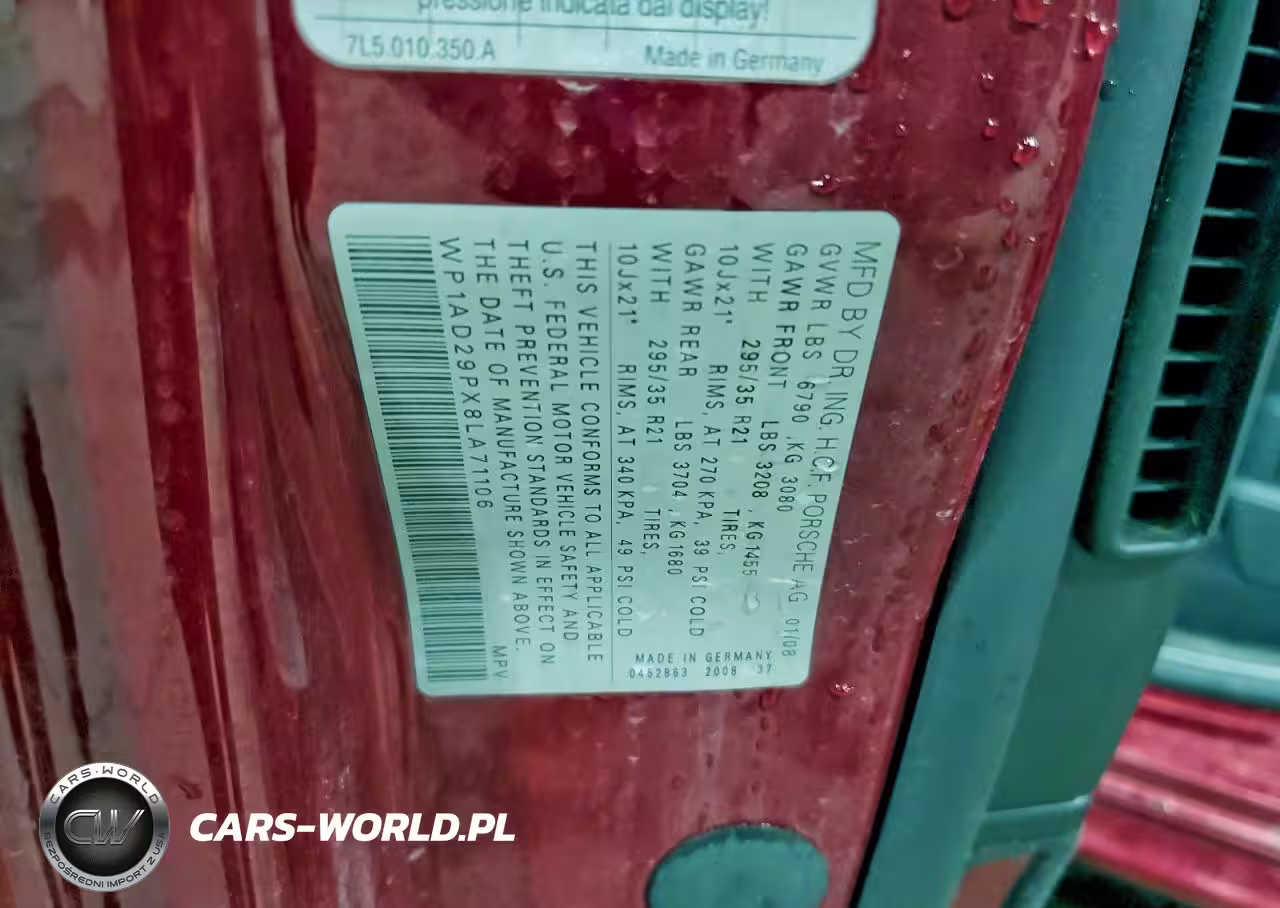 pressione indicata dal display!
7L5.010.350.A Made in Germany
MFD BY DR. ING. H.C.F. PORSCHE AG 01/08
GVWR LBS 6790 ,KG 3080
GAWR FRONT LBS 3208 , KG 1455
WITH 295/35 R21 TIRES,
10Jx21" RIMS, AT 270 KPA, 39 PSI COLD
GAWR REAR LBS 3704 , KG 1680
WITH 295/35 R21 TIRES,
10Jx21" RIMS, AT 340 KPA, 49 PSI COLD
MADE IN GERMANY
0452863 2008 37
THIS VEHICLE CONFORMS TO ALL APPLICABLE
U.S. FEDERAL MOTOR VEHICLE SAFETY AND
THEFT PREVENTION STANDARDS IN EFFECT ON
THE DATE OF MANUFACTURE SHOWN ABOVE.
WP1AD29PX8LA71106 MPV
CARS-WORLD
CW
BEZPOŚREDNI IMPORT Z USA
CARS-WORLD.PL